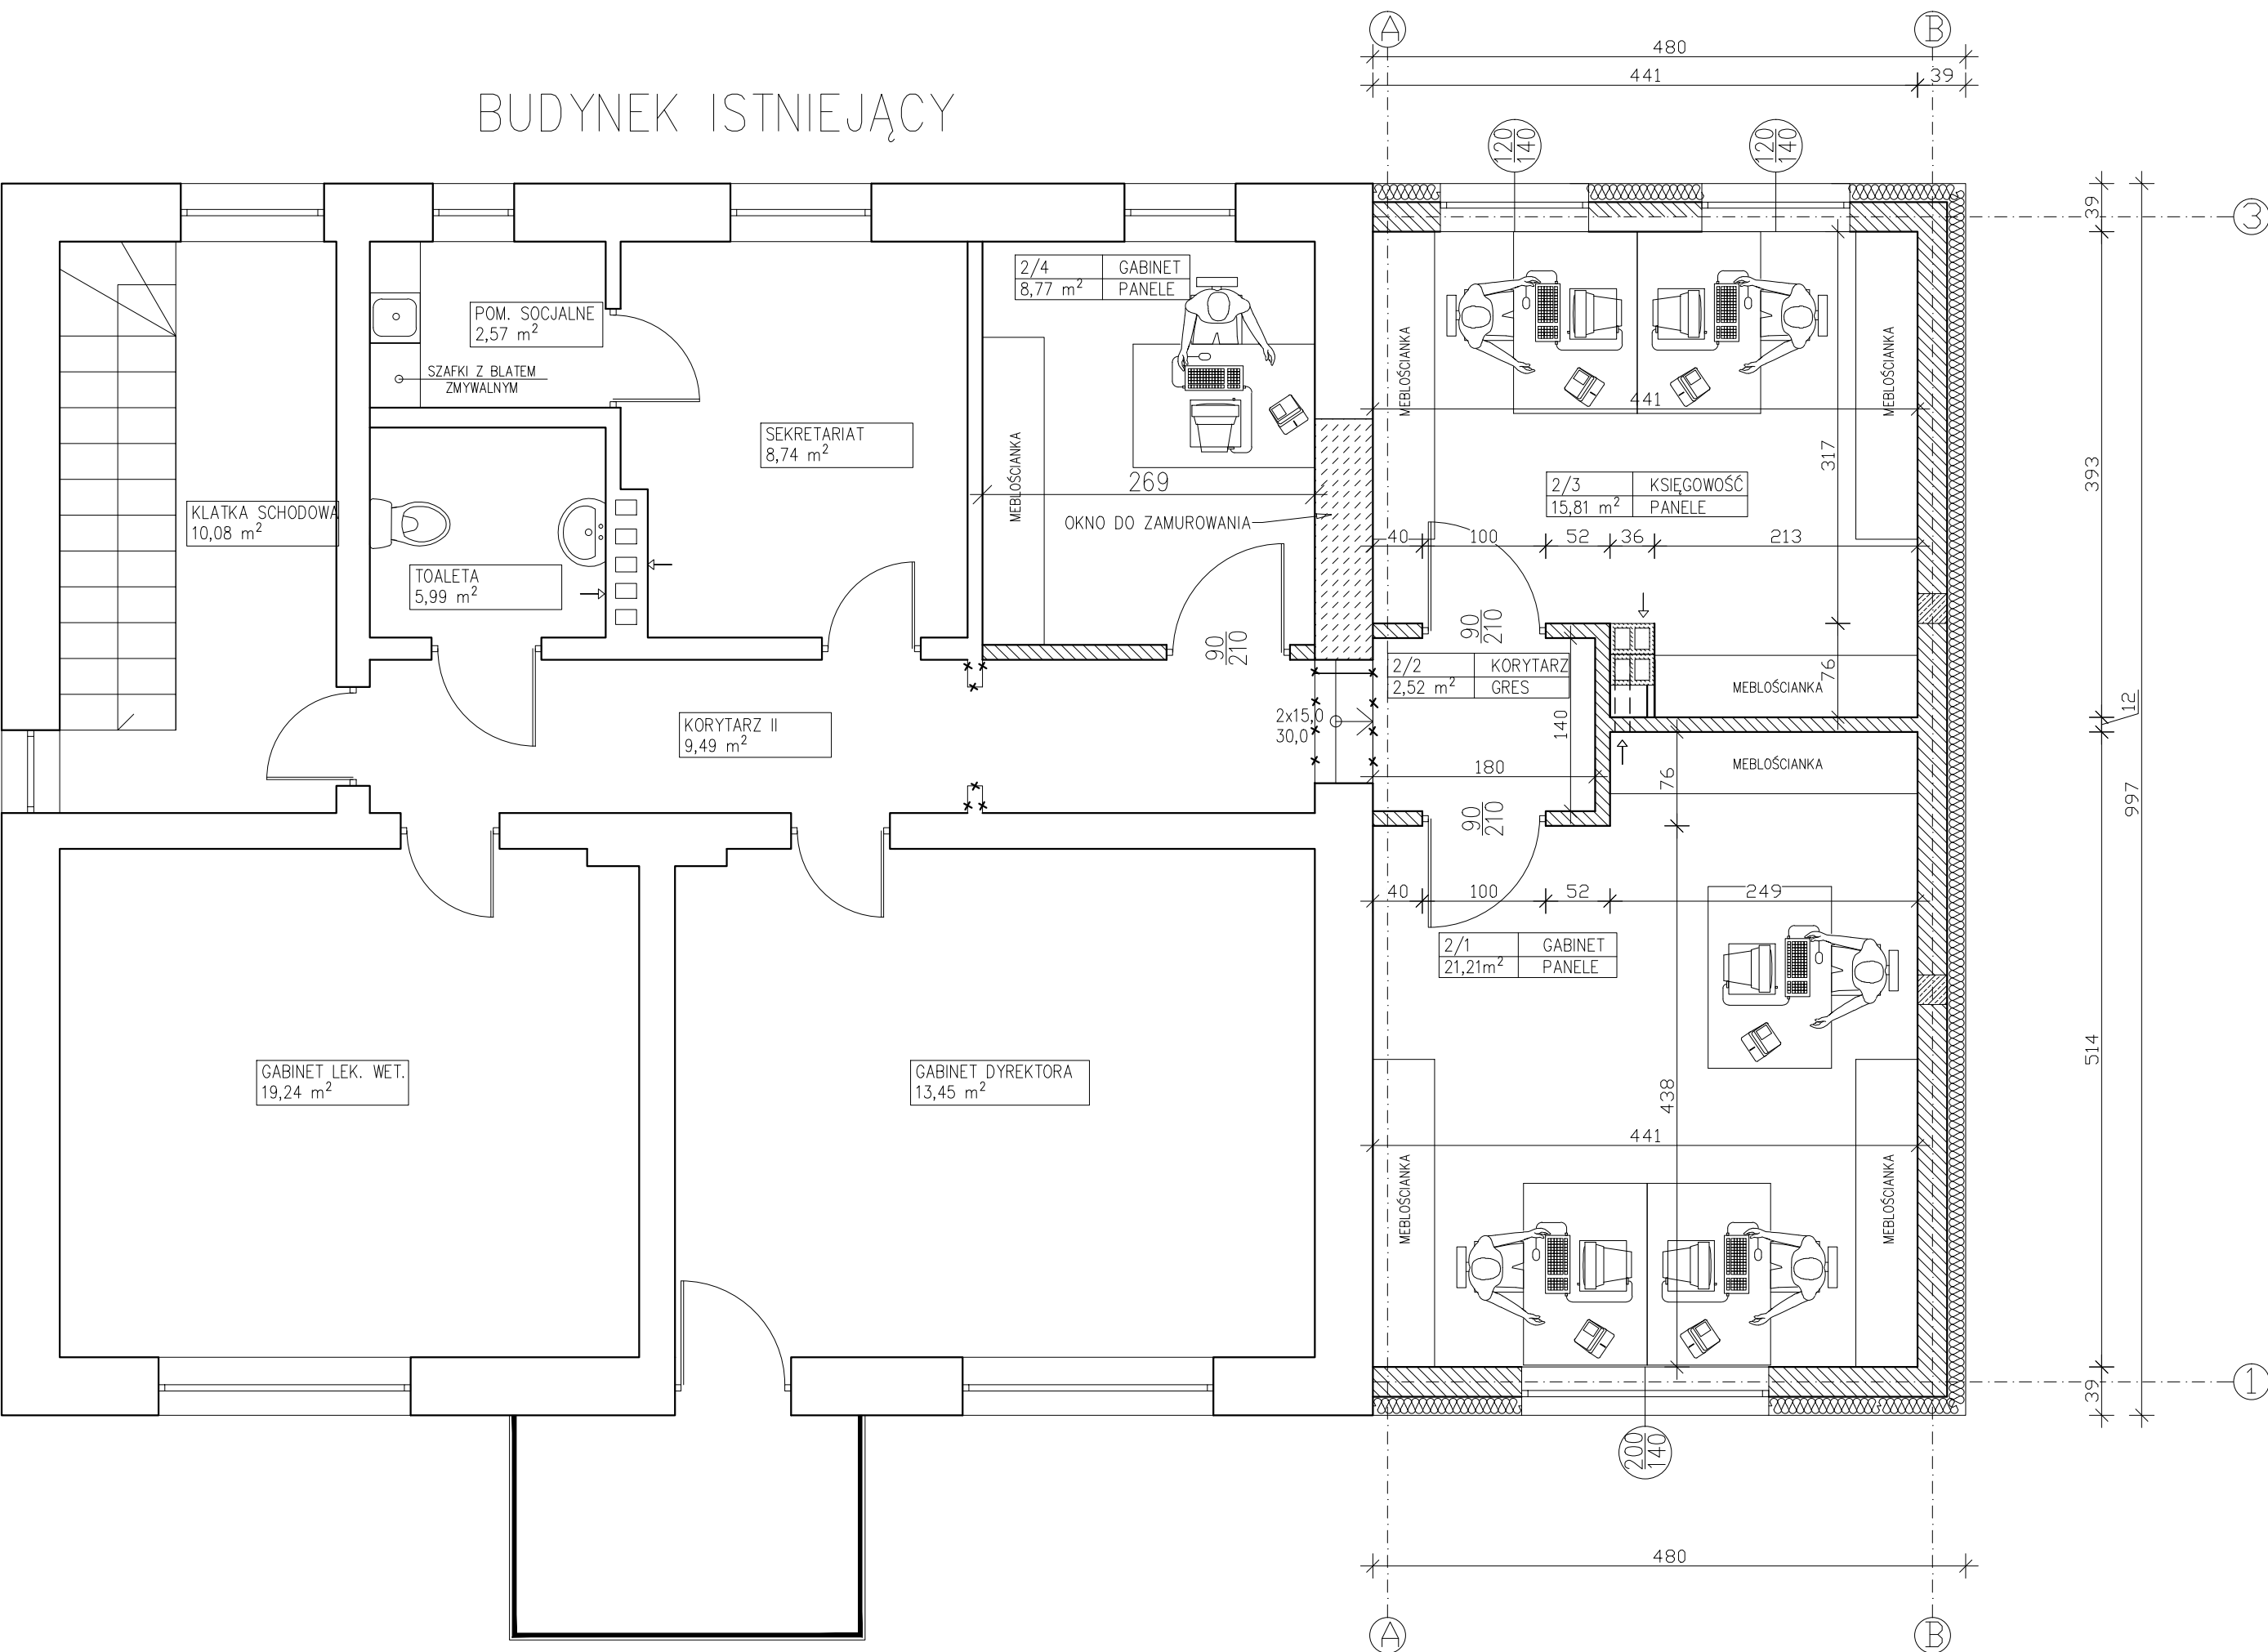 A
B
480
441
39
BUDYNEK ISTNIEJĄCY
120
140
120
140
3
39
2/4 GABINET
8,77 m² PANELE
POM. SOCJALNE
2,57 m²
SZAFKI Z BLATEM
ZMYWALNYM
MEBLOŚCIANKA
MEBLOŚCIANKA
441
SEKRETARIAT
8,74 m²
MEBLOŚCIANKA
269
OKNO DO ZAMUROWANIA
317
393
2/3 KSIĘGOWOŚĆ
15,81 m² PANELE
KLATKA SCHODOWA
10,08 m²
40
100
52
36
213
TOALETA
5,99 m²
90
210
90
210
2/2 KORYTARZ
2,52 m² GRES
76
MEBLOŚCIANKA
12
KORYTARZ II
9,49 m²
2x15,0
30,0
140
180
76
MEBLOŚCIANKA
997
90
210
40
100
52
249
2/1 GABINET
21,21m² PANELE
GABINET LEK. WET.
19,24 m²
GABINET DYREKTORA
13,45 m²
438
514
441
MEBLOŚCIANKA
MEBLOŚCIANKA
39
1
200
140
480
A
B